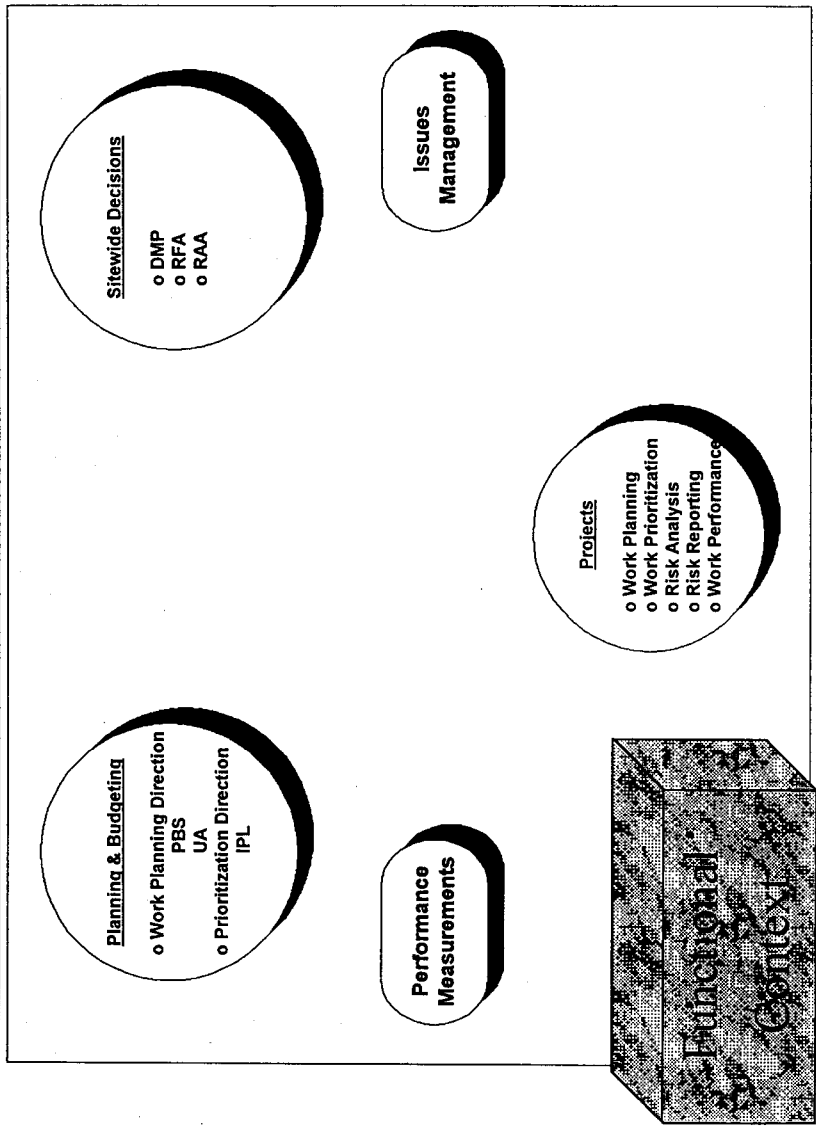 Planning & Budgeting
o Work Planning Direction
PBS
UA
o Prioritization Direction
IPL
Sitewide Decisions
o DMP
o RFA
o RAA
Performance
Measurements
Issues
Management
Projects
o Work Planning
o Work Prioritization
o Risk Analysis
o Risk Reporting
o Work Performance
Functional
Context